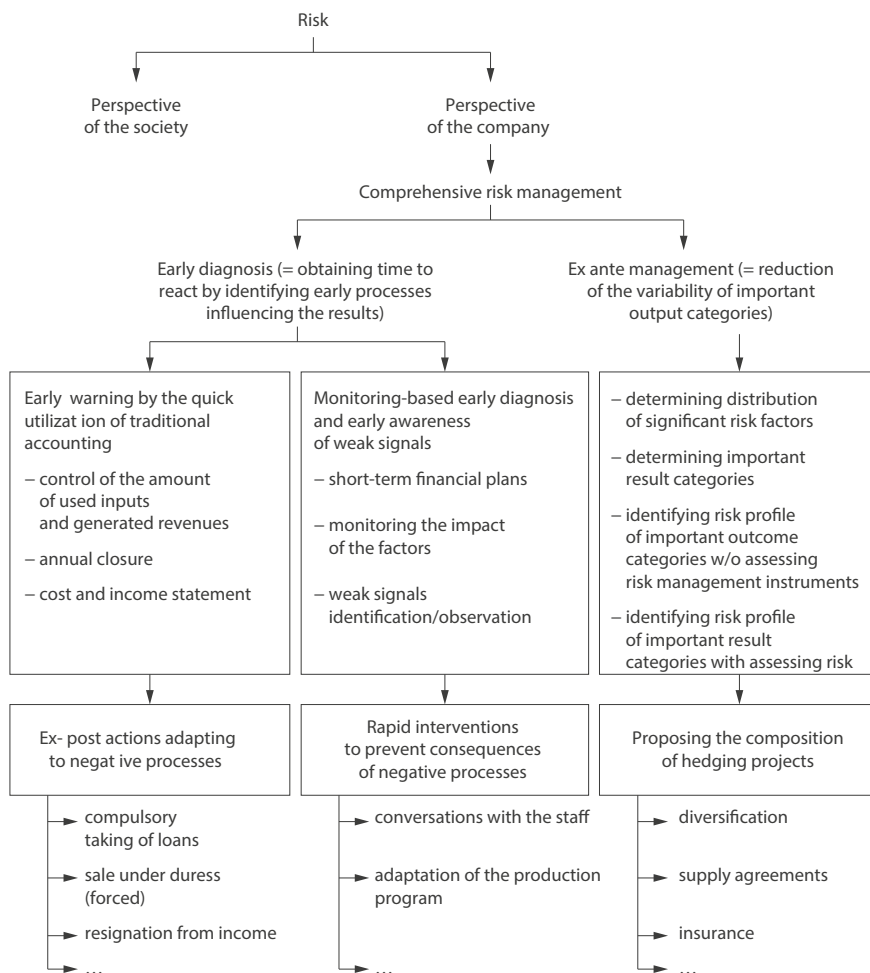 Risk
Perspective
of the society
Perspective
of the company
Comprehensive risk management
Early diagnosis (= obtaining time to
react by identifying early processes
influencing the results)
Ex ante management (= reduction
of the variability of important
output categories)
Early warning by the quick
utilizat ion of traditional
accounting
– control of the amount
of used inputs
and generated revenues
– annual closure
– cost and income statement
Monitoring-based early diagnosis
and early awareness
of weak signals
– short-term financial plans
– monitoring the impact
of the factors
– weak signals
identification/observation
– determining distribution
of significant risk factors
– determining important
result categories
– identifying risk profile
of important outcome
categories w/o assessing
risk management instruments
– identifying risk profile
of important result
categories with assessing risk
Ex- post actions adapting
to negat ive processes
Rapid interventions
to prevent consequences
of negative processes
Proposing the composition
of hedging projects
compulsory
taking of loans
sale under duress
(forced)
resignation from income
...
conversations with the staff
adaptation of the production
program
...
diversification
supply agreements
insurance
...